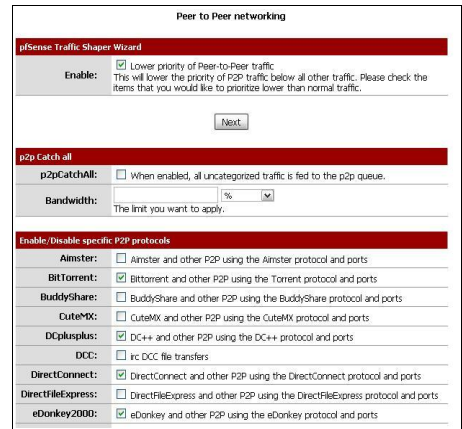 Peer to Peer networking
pfSense Traffic Shaper Wizard
Enable:
Lower priority of Peer-to-Peer traffic
This will lower the priority of P2P traffic below all other traffic. Please check the
items that you would like to prioritize lower than normal traffic.
Next
p2p Catch all
p2pCatchAll:
When enabled, all uncategorized traffic is fed to the p2p queue.
Bandwidth:
%
The limit you want to apply.
Enable/Disable specific P2P protocols
Aimster:
Aimster and other P2P using the Aimster protocol and ports
BitTorrent:
Bittorrent and other P2P using the Torrent protocol and ports
BuddyShare:
BuddyShare and other P2P using the BuddyShare protocol and ports
CuteMX:
CuteMX and other P2P using the CuteMX protocol and ports
DCplusplus:
DC++ and other P2P using the DC++ protocol and ports
DCC:
irc DCC file transfers
DirectConnect:
DirectConnect and other P2P using the DirectConnect protocol and ports
DirectFileExpress:
DirectFileExpress and other P2P using the DirectFileExpress protocol and ports
eDonkey2000:
eDonkey and other P2P using the eDonkey protocol and ports